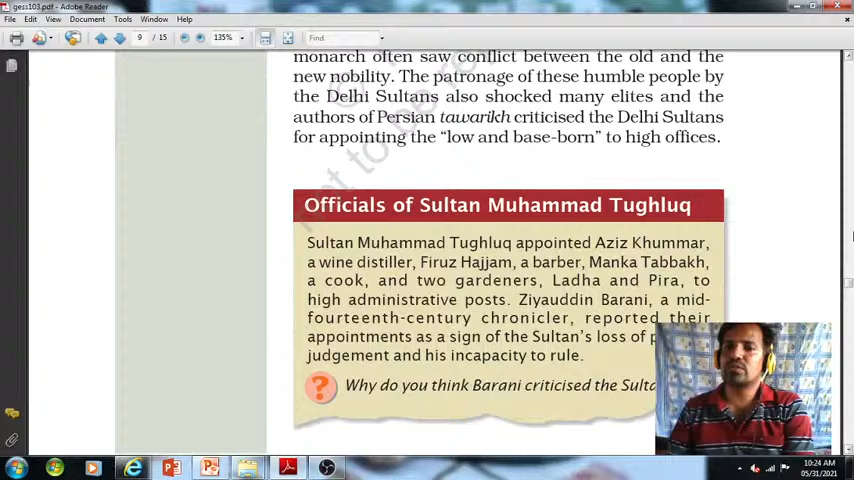 gess103.pdf - Adobe Reader
File Edit View Document Tools Window Help
9 / 15 135% Find
monarch often saw conflict between the old and the
new nobility. The patronage of these humble people by
the Delhi Sultans also shocked many elites and the
authors of Persian tawarikh criticised the Delhi Sultans
for appointing the “low and base-born” to high offices.
not to be re
Officials of Sultan Muhammad Tughluq
Sultan Muhammad Tughluq appointed Aziz Khummar,
a wine distiller, Firuz Hajjam, a barber, Manka Tabbakh,
a cook, and two gardeners, Ladha and Pira, to
high administrative posts. Ziyauddin Barani, a mid-
fourteenth-century chronicler, reported their
appointments as a sign of the Sultan’s loss of p
judgement and his incapacity to rule.
? Why do you think Barani criticised the Sulta
10:24 AM
05/31/2021